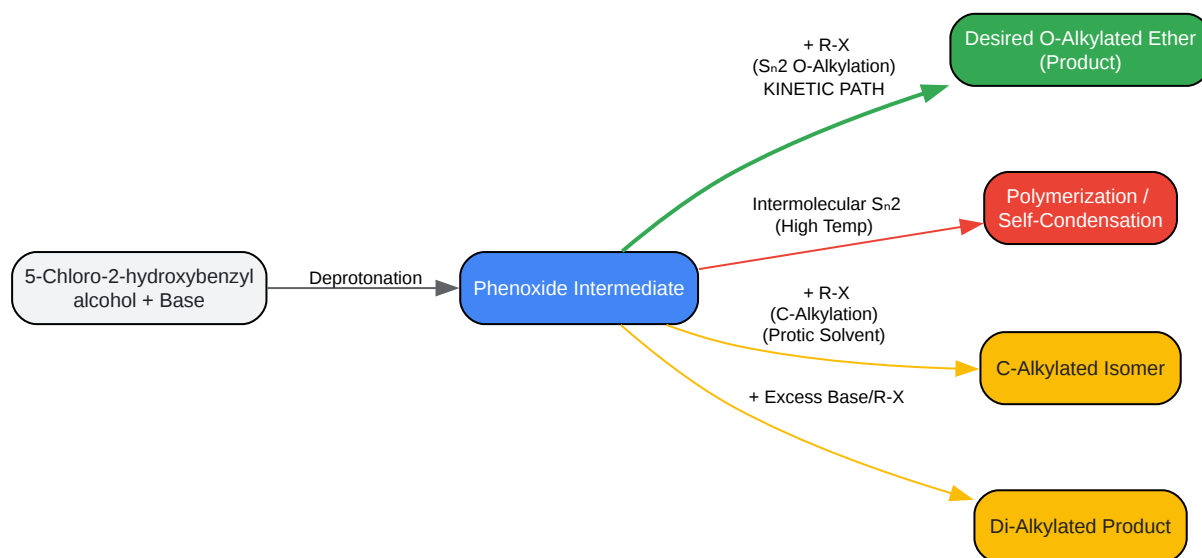 5-Chloro-2-hydroxybenzyl
alcohol + Base
Deprotonation
Phenoxide Intermediate
+ R-X
(Sₙ2 O-Alkylation)
KINETIC PATH
Desired O-Alkylated Ether
(Product)
Intermolecular Sₙ2
(High Temp)
Polymerization /
Self-Condensation
+ R-X
(C-Alkylation)
(Protic Solvent)
C-Alkylated Isomer
+ Excess Base/R-X
Di-Alkylated Product